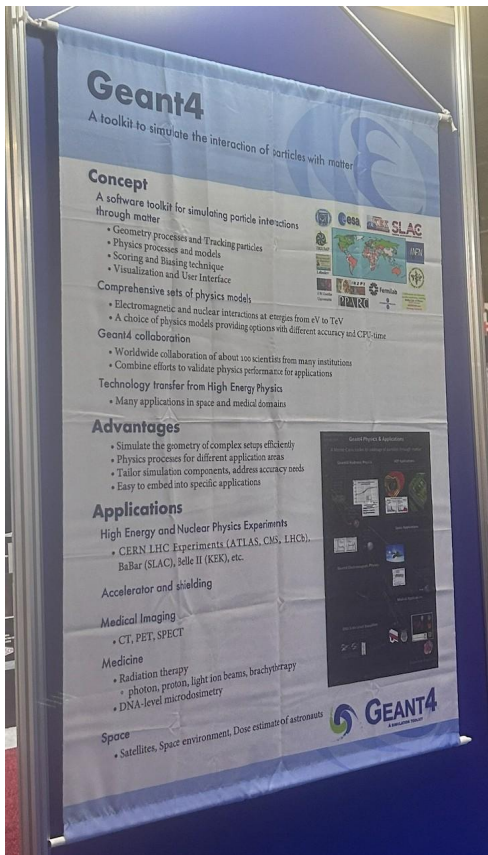 Geant4
A toolkit to simulate the interaction of particles with matter
Concept
A software toolkit for simulating particle interactions
through matter
• Geometry processes and Tracking particles
• Physics processes and models
• Scoring and Biasing technique
• Visualization and User Interface
esa
SLAC
INFN
Fermilab
PPARC
Comprehensive sets of physics models
• Electromagnetic and nuclear interactions at energies from eV to TeV
• A choice of physics models providing options with different accuracy and CPU-time
Geant4 collaboration
• Worldwide collaboration of about 100 scientists from many institutions
• Combine efforts to validate physics performance for applications
Technology transfer from High Energy Physics
• Many applications in space and medical domains
Advantages
• Simulate the geometry of complex setups efficiently
• Physics processes for different application areas
• Tailor simulation components, address accuracy needs
• Easy to embed into specific applications
Geant4 Physics & Applications
Applications
High Energy and Nuclear Physics Experiments
• CERN LHC Experiments (ATLAS, CMS, LHCb),
BaBar (SLAC), Belle II (KEK), etc.
Accelerator and shielding
Medical Imaging
• CT, PET, SPECT
Medicine
• Radiation therapy
◦ photon, proton, light ion beams, brachytherapy
• DNA-level microdosimetry
Space
• Satellites, Space environment, Dose estimate of astronauts
GEANT4
A SIMULATION TOOLKIT